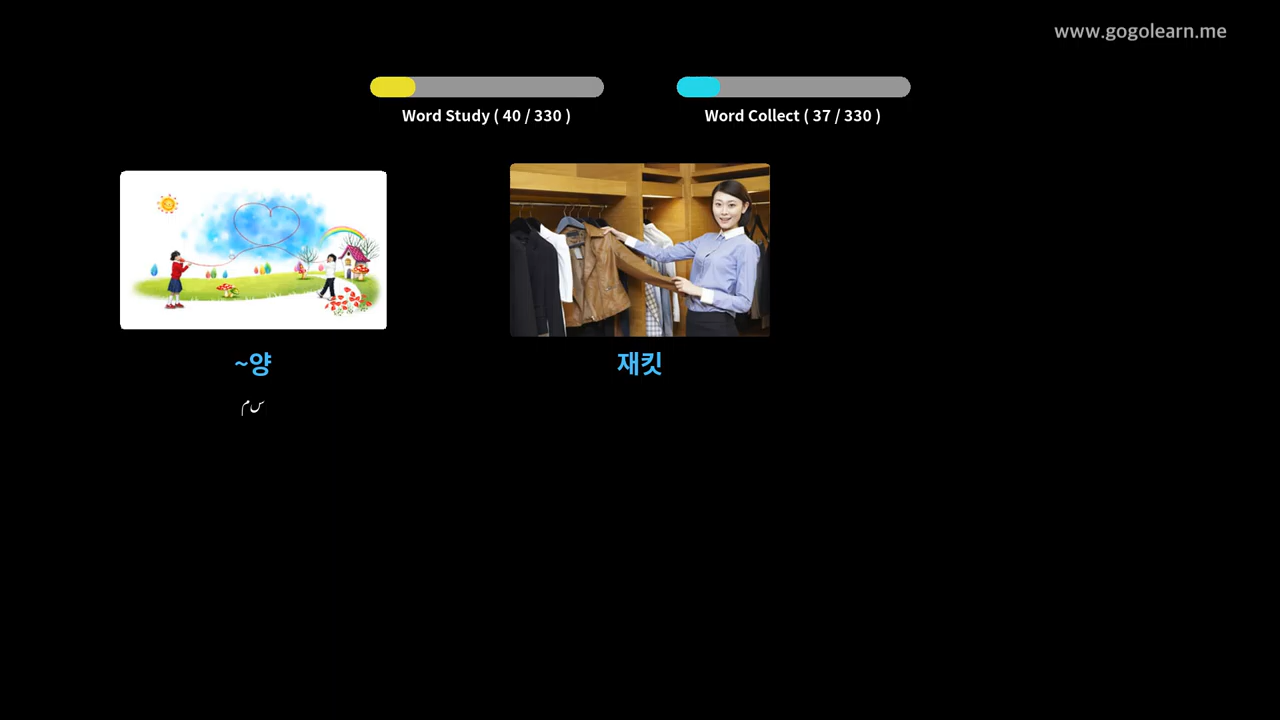 www.gogolearn.me
Word Study ( 40 / 330 )
Word Collect ( 37 / 330 )
~양
재킷
س م